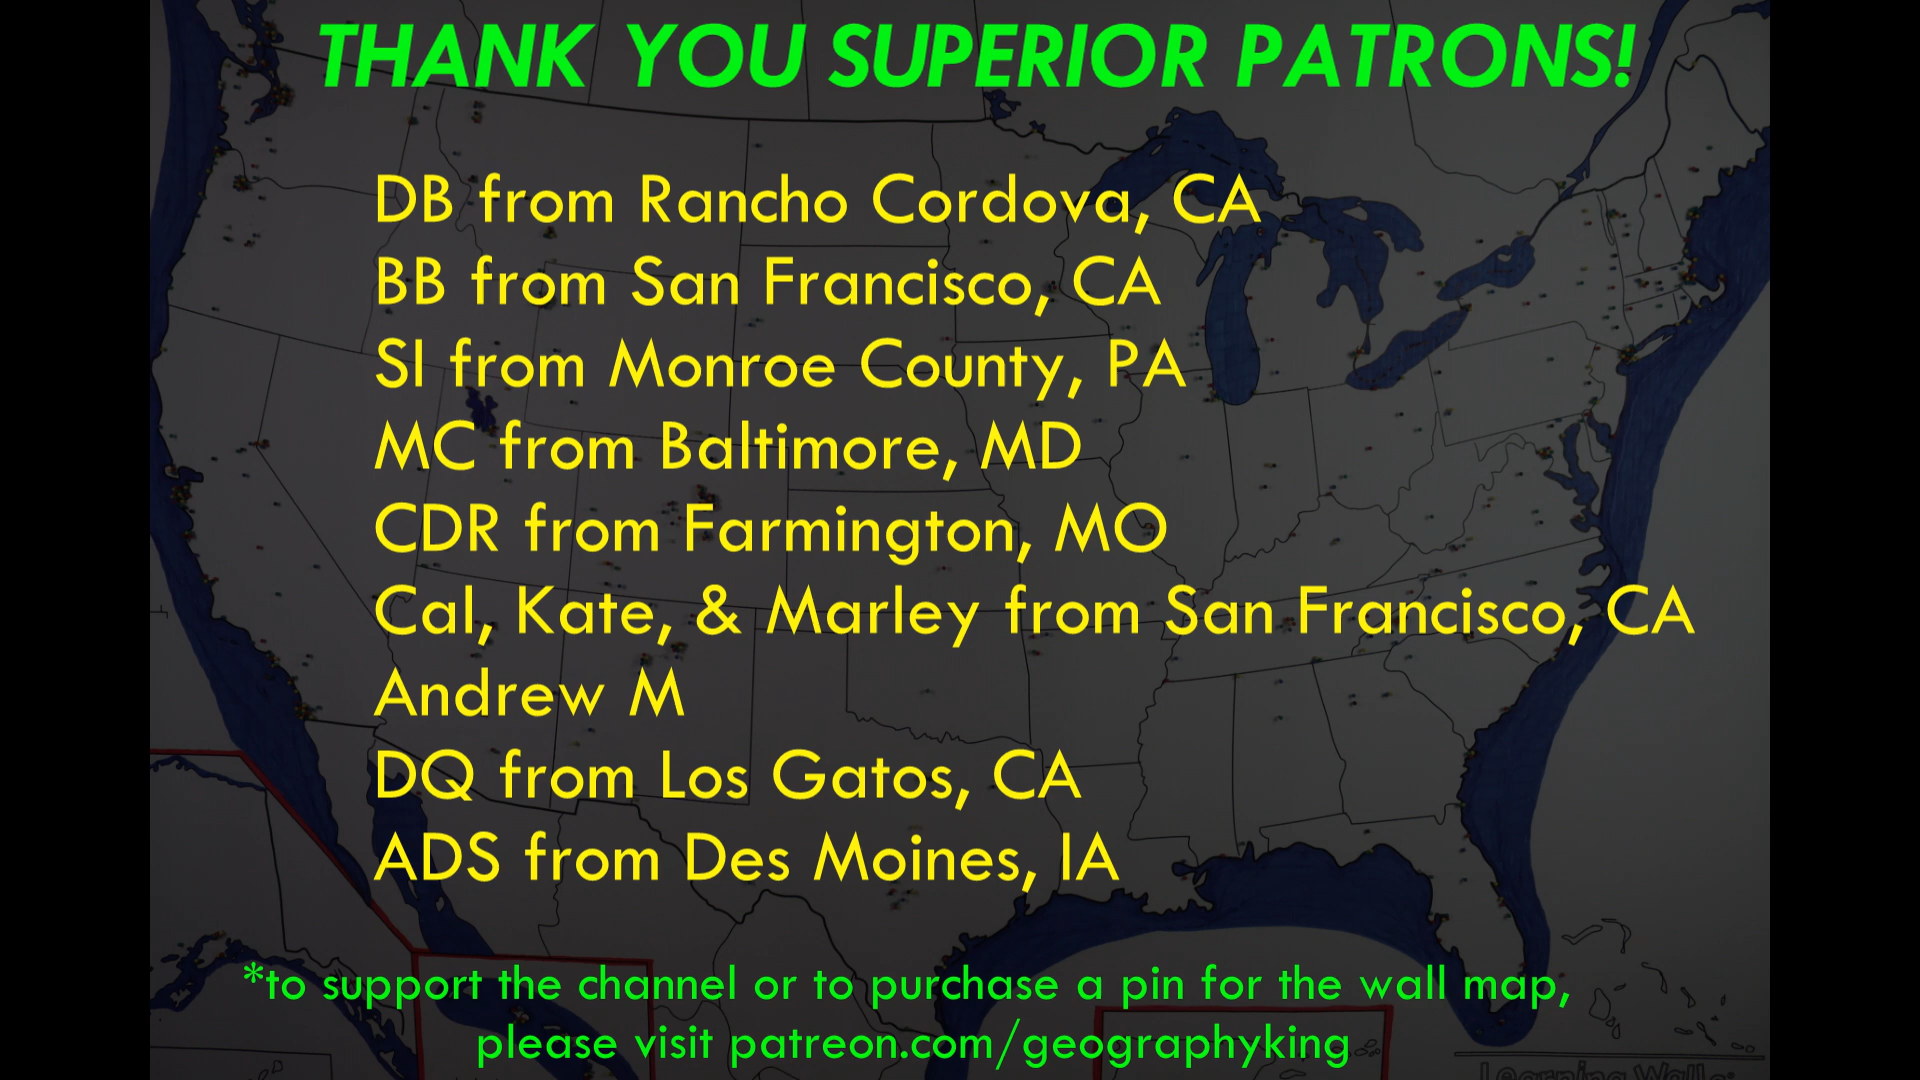 THANK YOU SUPERIOR PATRONS!
DB from Rancho Cordova, CA
BB from San Francisco, CA
SI from Monroe County, PA
MC from Baltimore, MD
CDR from Farmington, MO
Cal, Kate, & Marley from San Francisco, CA
Andrew M
DQ from Los Gatos, CA
ADS from Des Moines, IA
*to support the channel or to purchase a pin for the wall map,
please visit patreon.com/geographyking
Learning Walls